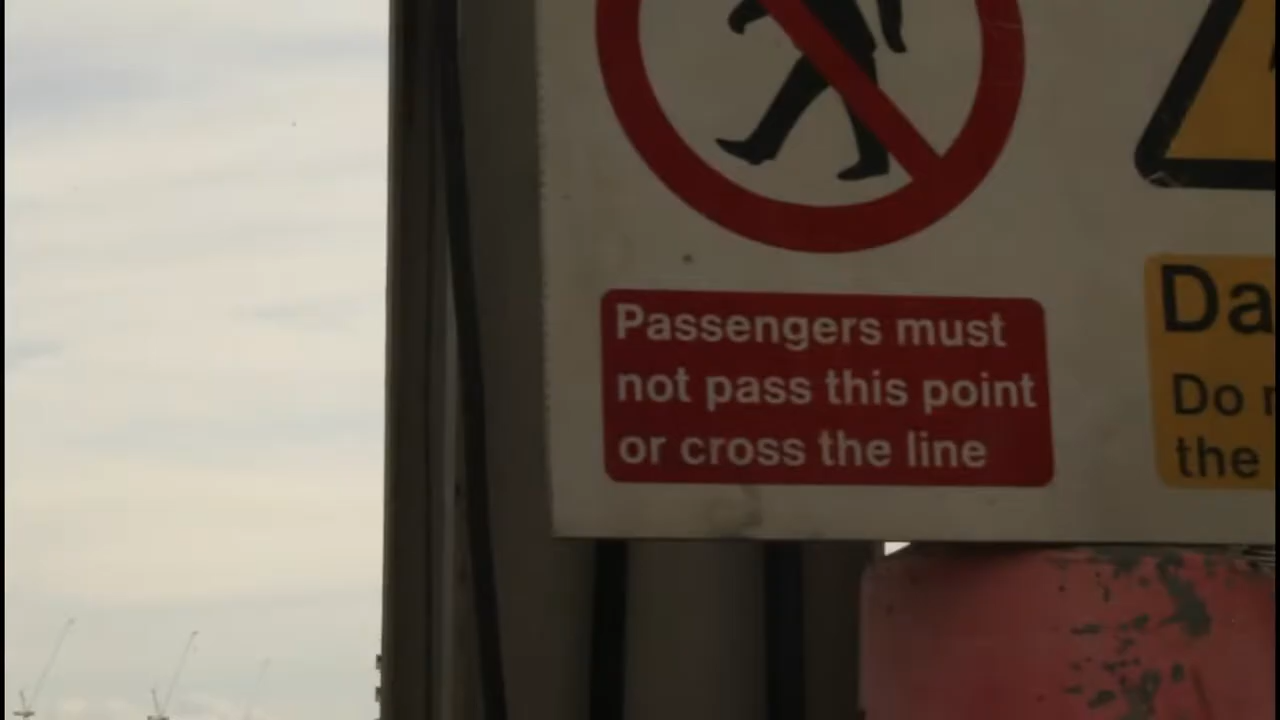 Passengers must
not pass this point
or cross the line
Da
Do
the